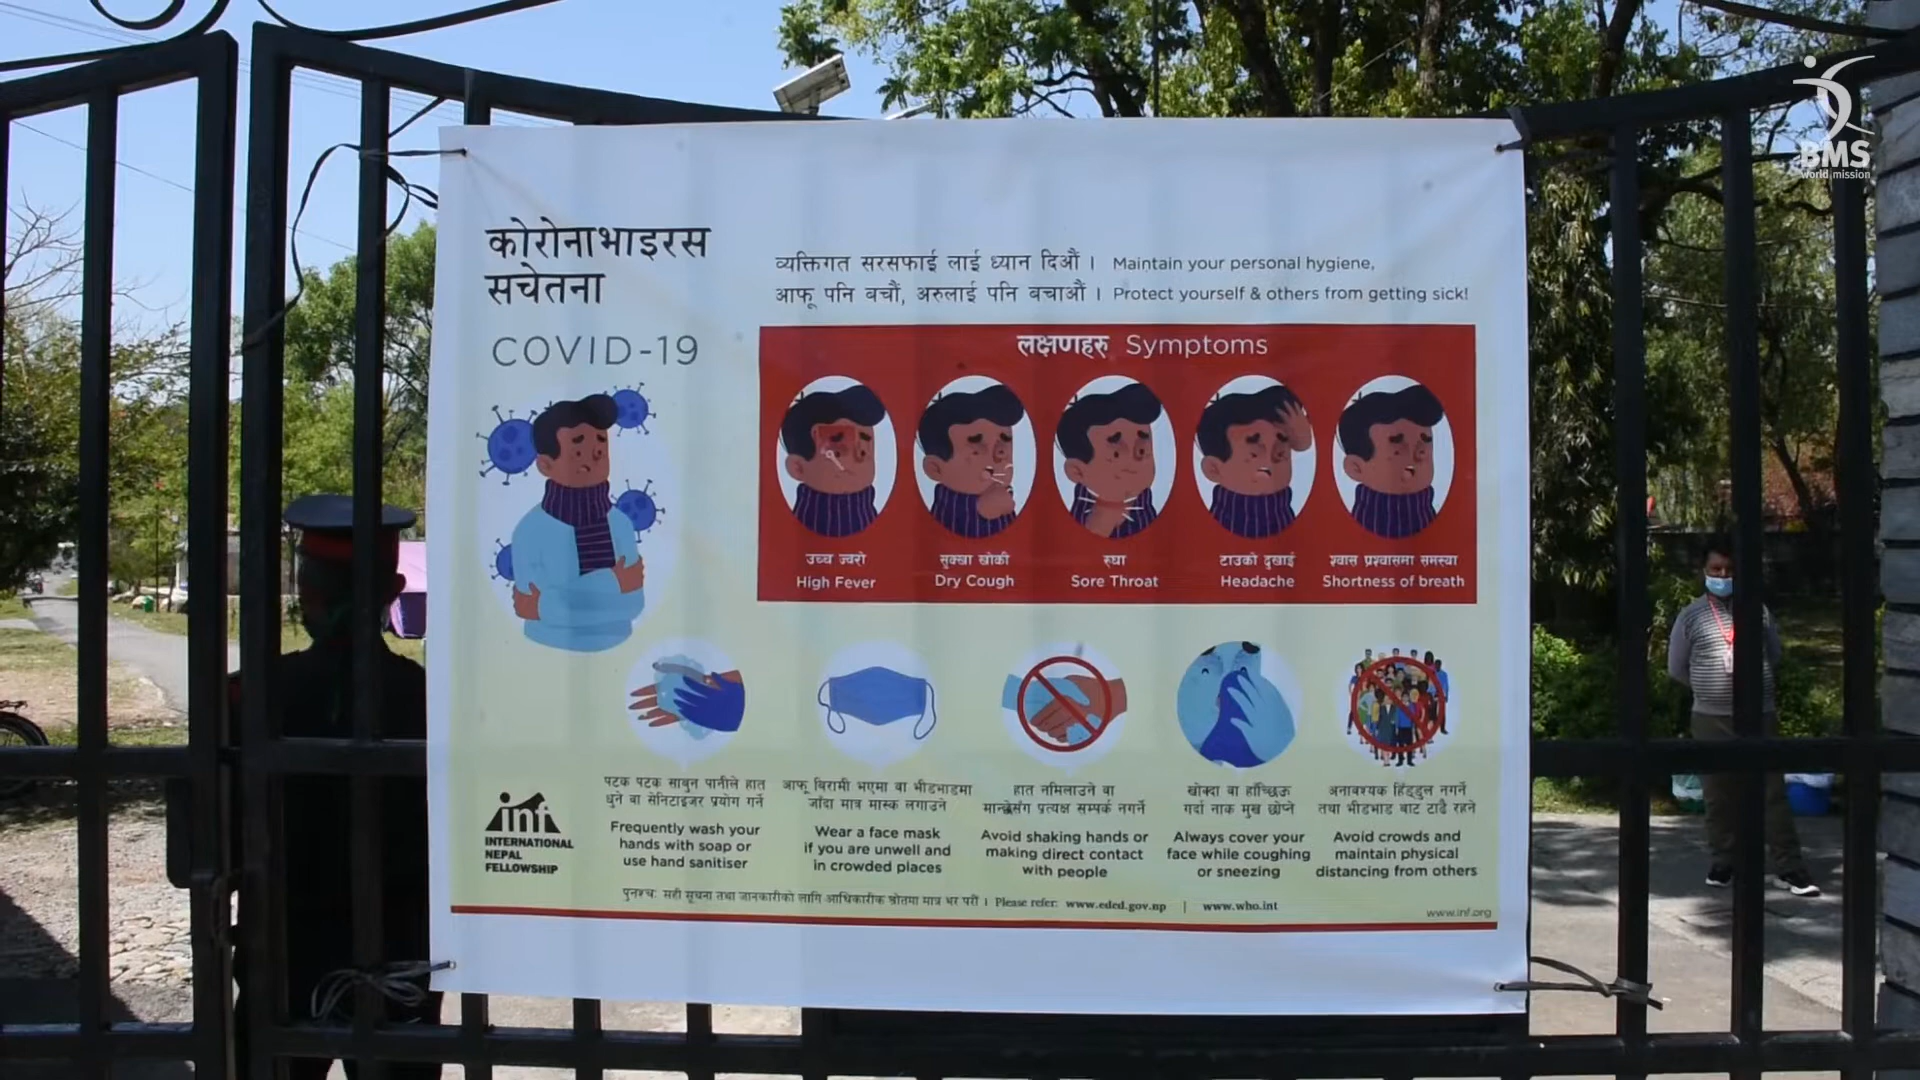 BMS
world mission
कोरोनाभाइरस
सचेतना
COVID-19
व्यक्तिगत सरसफाई लाई ध्यान दिऔं । Maintain your personal hygiene,
आफू पनि बचौं, अरुलाई पनि बचाऔं । Protect yourself & others from getting sick!
लक्षणहरु Symptoms
उच्च ज्वरो
High Fever
सुक्खा खोकी
Dry Cough
रुघा
Sore Throat
टाउको दुखाई
Headache
श्वास प्रश्वासमा समस्या
Shortness of breath
पटक पटक साबुन पानीले हात
धुने वा सेनिटाइजर प्रयोग गर्ने
Frequently wash your
hands with soap or
use hand sanitiser
आफू बिरामी भएमा वा भीडभाडमा
जाँदा मात्र मास्क लगाउने
Wear a face mask
if you are unwell and
in crowded places
हात नमिलाउने वा
मान्छेसँग प्रत्यक्ष सम्पर्क नगर्ने
Avoid shaking hands or
making direct contact
with people
खोक्दा वा हाँच्छिऊ
गर्दा नाक मुख छोप्ने
Always cover your
face while coughing
or sneezing
अनावश्यक हिँड्डुल नगर्ने
तथा भीडभाड बाट टाढै रहने
Avoid crowds and
maintain physical
distancing from others
inf
INTERNATIONAL
NEPAL
FELLOWSHIP
पुनश्च: सही सूचना तथा जानकारीको लागि आधिकारीक श्रोतमा मात्र भर परौं । Please refer: www.edcd.gov.np | www.who.int
www.inf.org